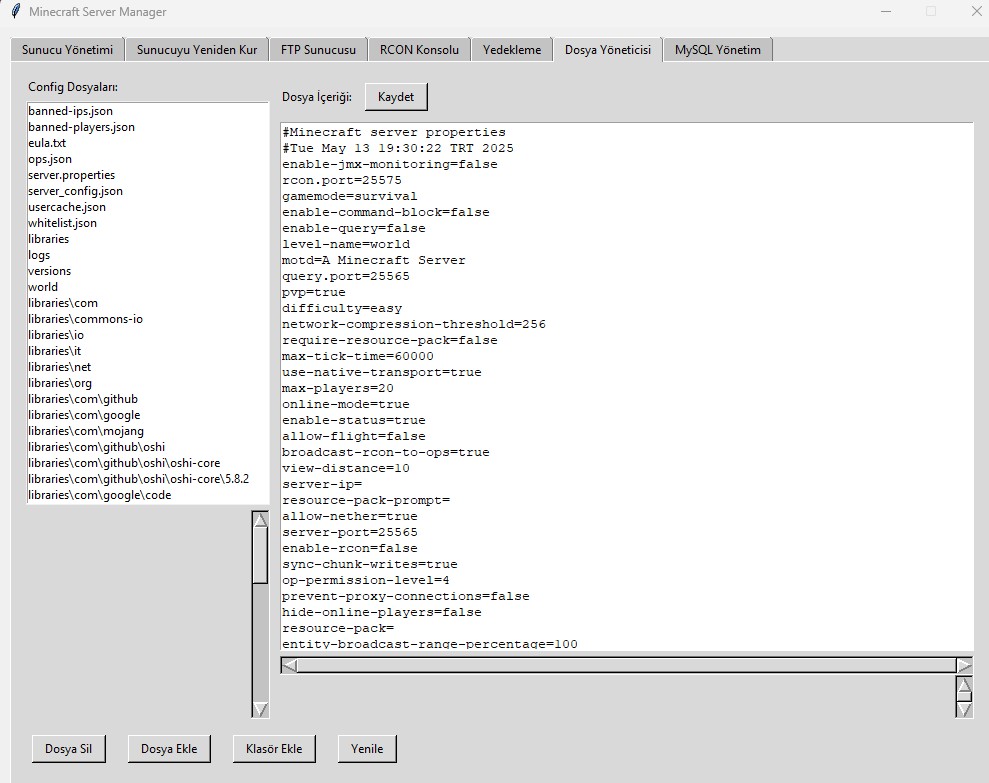 Minecraft Server Manager
Sunucu Yönetimi
Sunucuyu Yeniden Kur
FTP Sunucusu
RCON Konsolu
Yedekleme
Dosya Yöneticisi
MySQL Yönetim
Config Dosyaları:
banned-ips.json
banned-players.json
eula.txt
ops.json
server.properties
server_config.json
usercache.json
whitelist.json
libraries
logs
versions
world
libraries\com
libraries\commons-io
libraries\io
libraries\it
libraries\net
libraries\org
libraries\com\github
libraries\com\google
libraries\com\mojang
libraries\com\github\oshi
libraries\com\github\oshi\oshi-core
libraries\com\github\oshi\oshi-core\5.8.2
libraries\com\google\code
Dosya İçeriği:
Kaydet
#Minecraft server properties
#Tue May 13 19:30:22 TRT 2025
enable-jmx-monitoring=false
rcon.port=25575
gamemode=survival
enable-command-block=false
enable-query=false
level-name=world
motd=A Minecraft Server
query.port=25565
pvp=true
difficulty=easy
network-compression-threshold=256
require-resource-pack=false
max-tick-time=60000
use-native-transport=true
max-players=20
online-mode=true
enable-status=true
allow-flight=false
broadcast-rcon-to-ops=true
view-distance=10
server-ip=
resource-pack-prompt=
allow-nether=true
server-port=25565
enable-rcon=false
sync-chunk-writes=true
op-permission-level=4
prevent-proxy-connections=false
hide-online-players=false
resource-pack=
entity-broadcast-range-percentage=100
Dosya Sil
Dosya Ekle
Klasör Ekle
Yenile